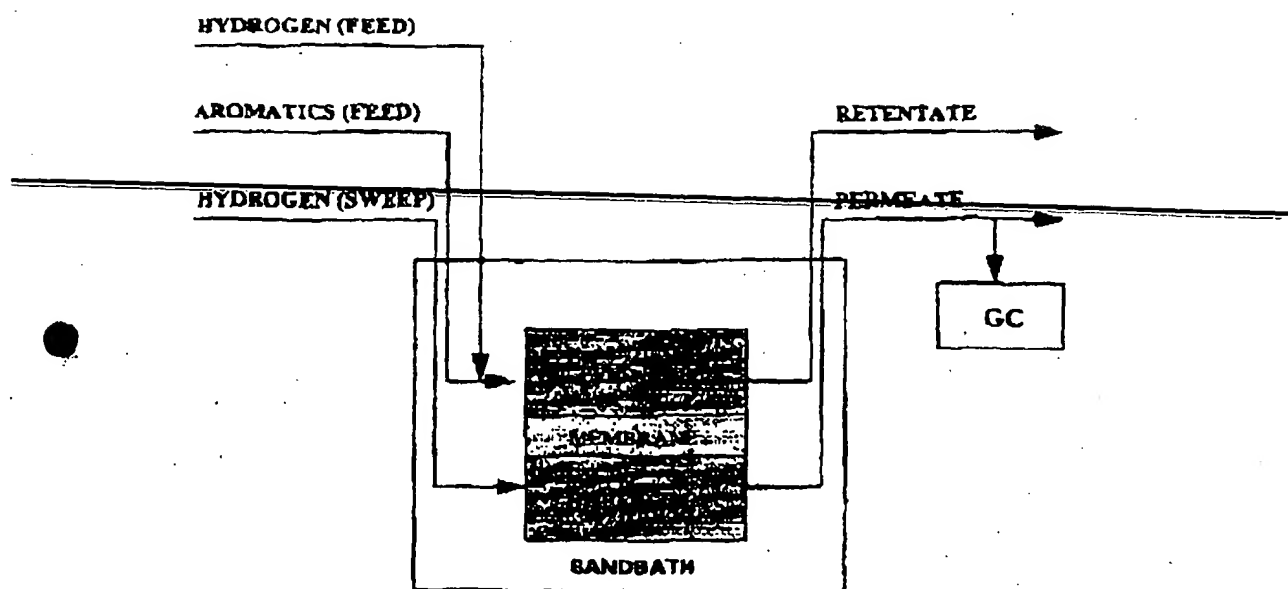 HYDROGEN (FEED)
AROMATICS (FEED)
RETENTATE
HYDROGEN (SWEEP)
PERMEATE
GC
MEMBRANE
SANDBATH